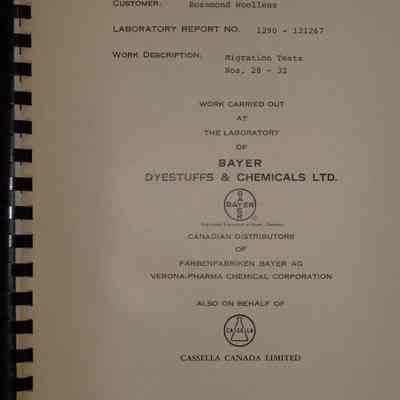 CUSTOMER: Rosamond Woollens
LABORATORY REPORT NO. 1290 - 131267
WORK DESCRIPTION: Migration Tests
Nos. 28 - 32
WORK CARRIED OUT
AT
THE LABORATORY
OF
BAYER
DYESTUFFS & CHEMICALS LTD.
BAYER
CANADIAN DISTRIBUTORS
OF
FARBENFABRIKEN BAYER AG
VERONA-PHARMA CHEMICAL CORPORATION
ALSO ON BEHALF OF
CASSELLA
CASSELLA CANADA LIMITED